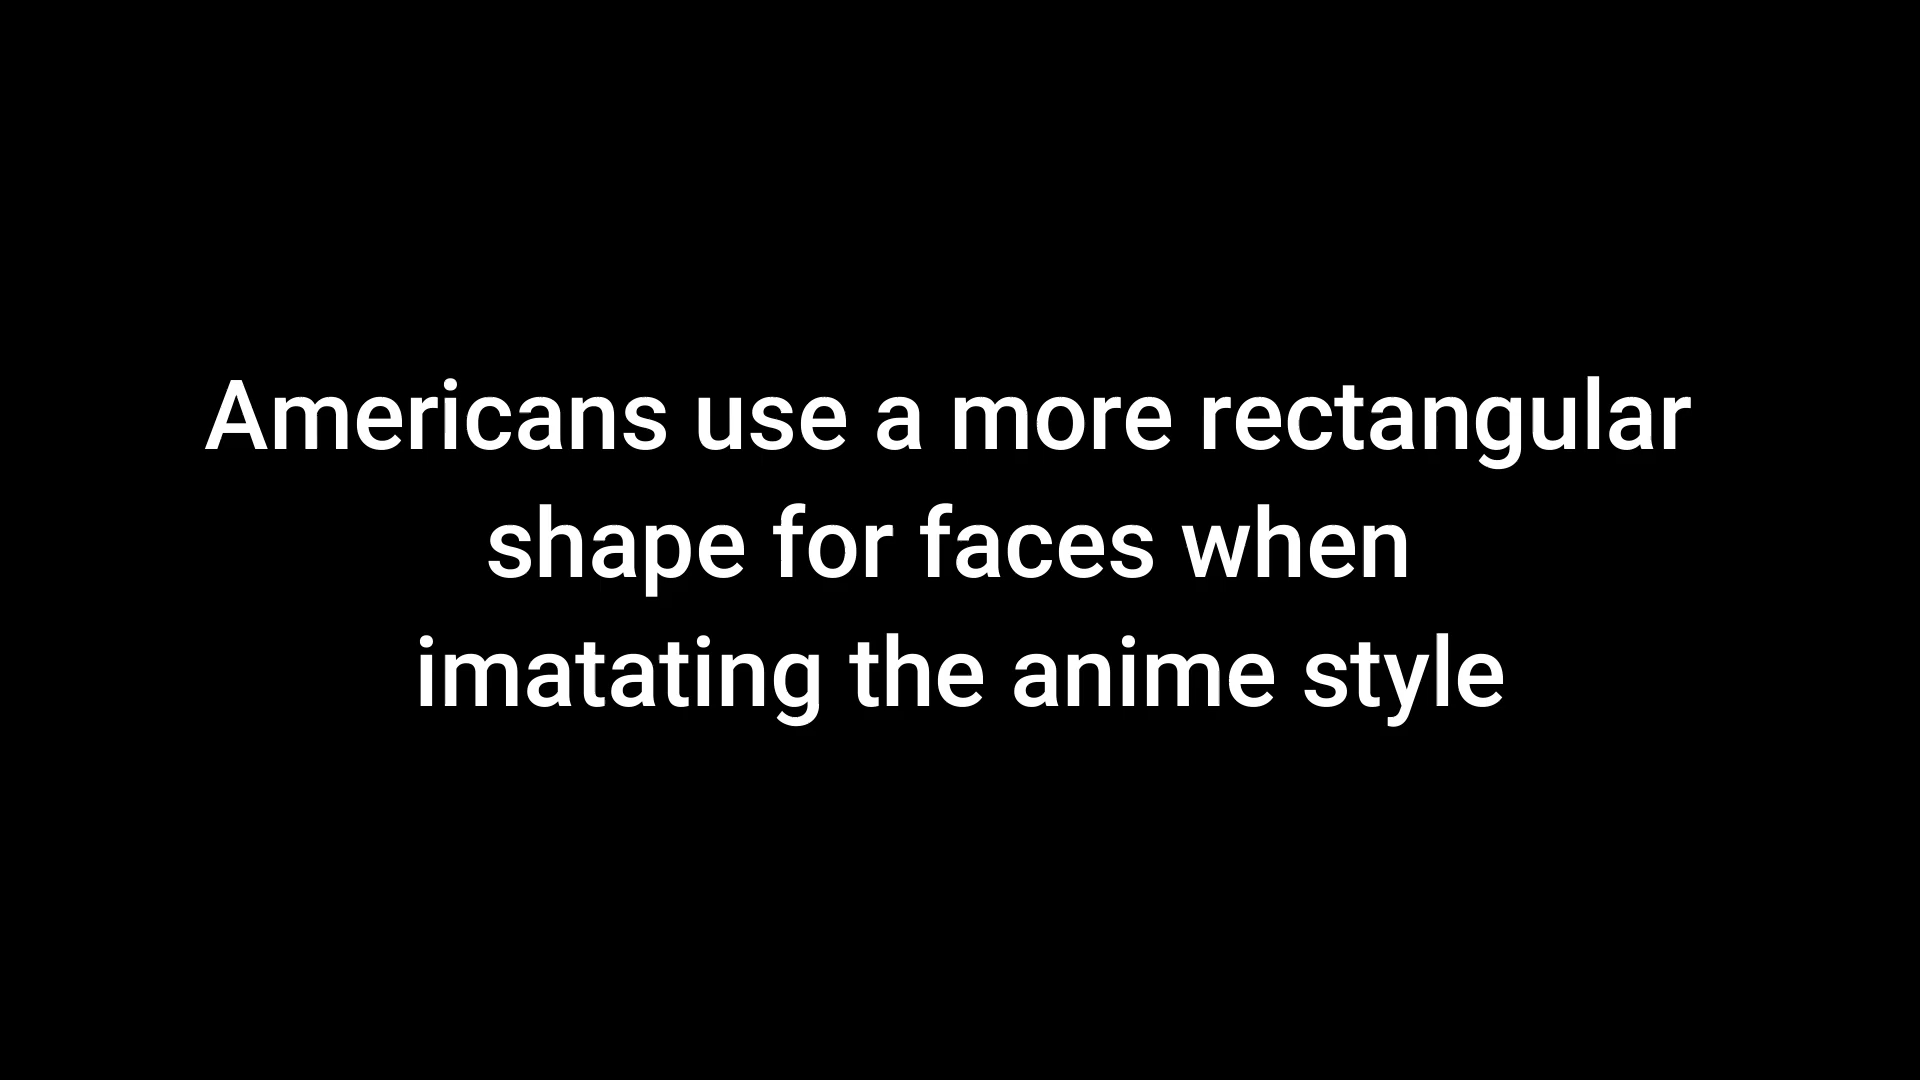 Americans use a more rectangular
shape for faces when
imatating the anime style